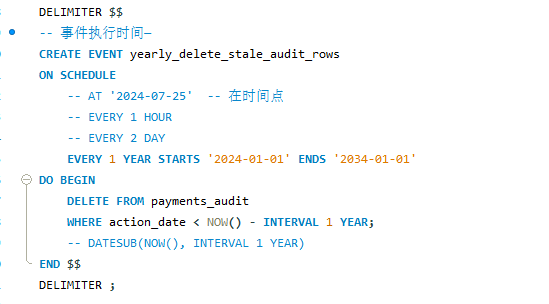 DELIMITER $$
-- 事件执行时间—
CREATE EVENT yearly_delete_stale_audit_rows
ON SCHEDULE
-- AT '2024-07-25'  -- 在时间点
-- EVERY 1 HOUR
-- EVERY 2 DAY
EVERY 1 YEAR STARTS '2024-01-01' ENDS '2034-01-01'
DO BEGIN
DELETE FROM payments_audit
WHERE action_date < NOW() - INTERVAL 1 YEAR;
-- DATESUB(NOW(), INTERVAL 1 YEAR)
END $$
DELIMITER ;